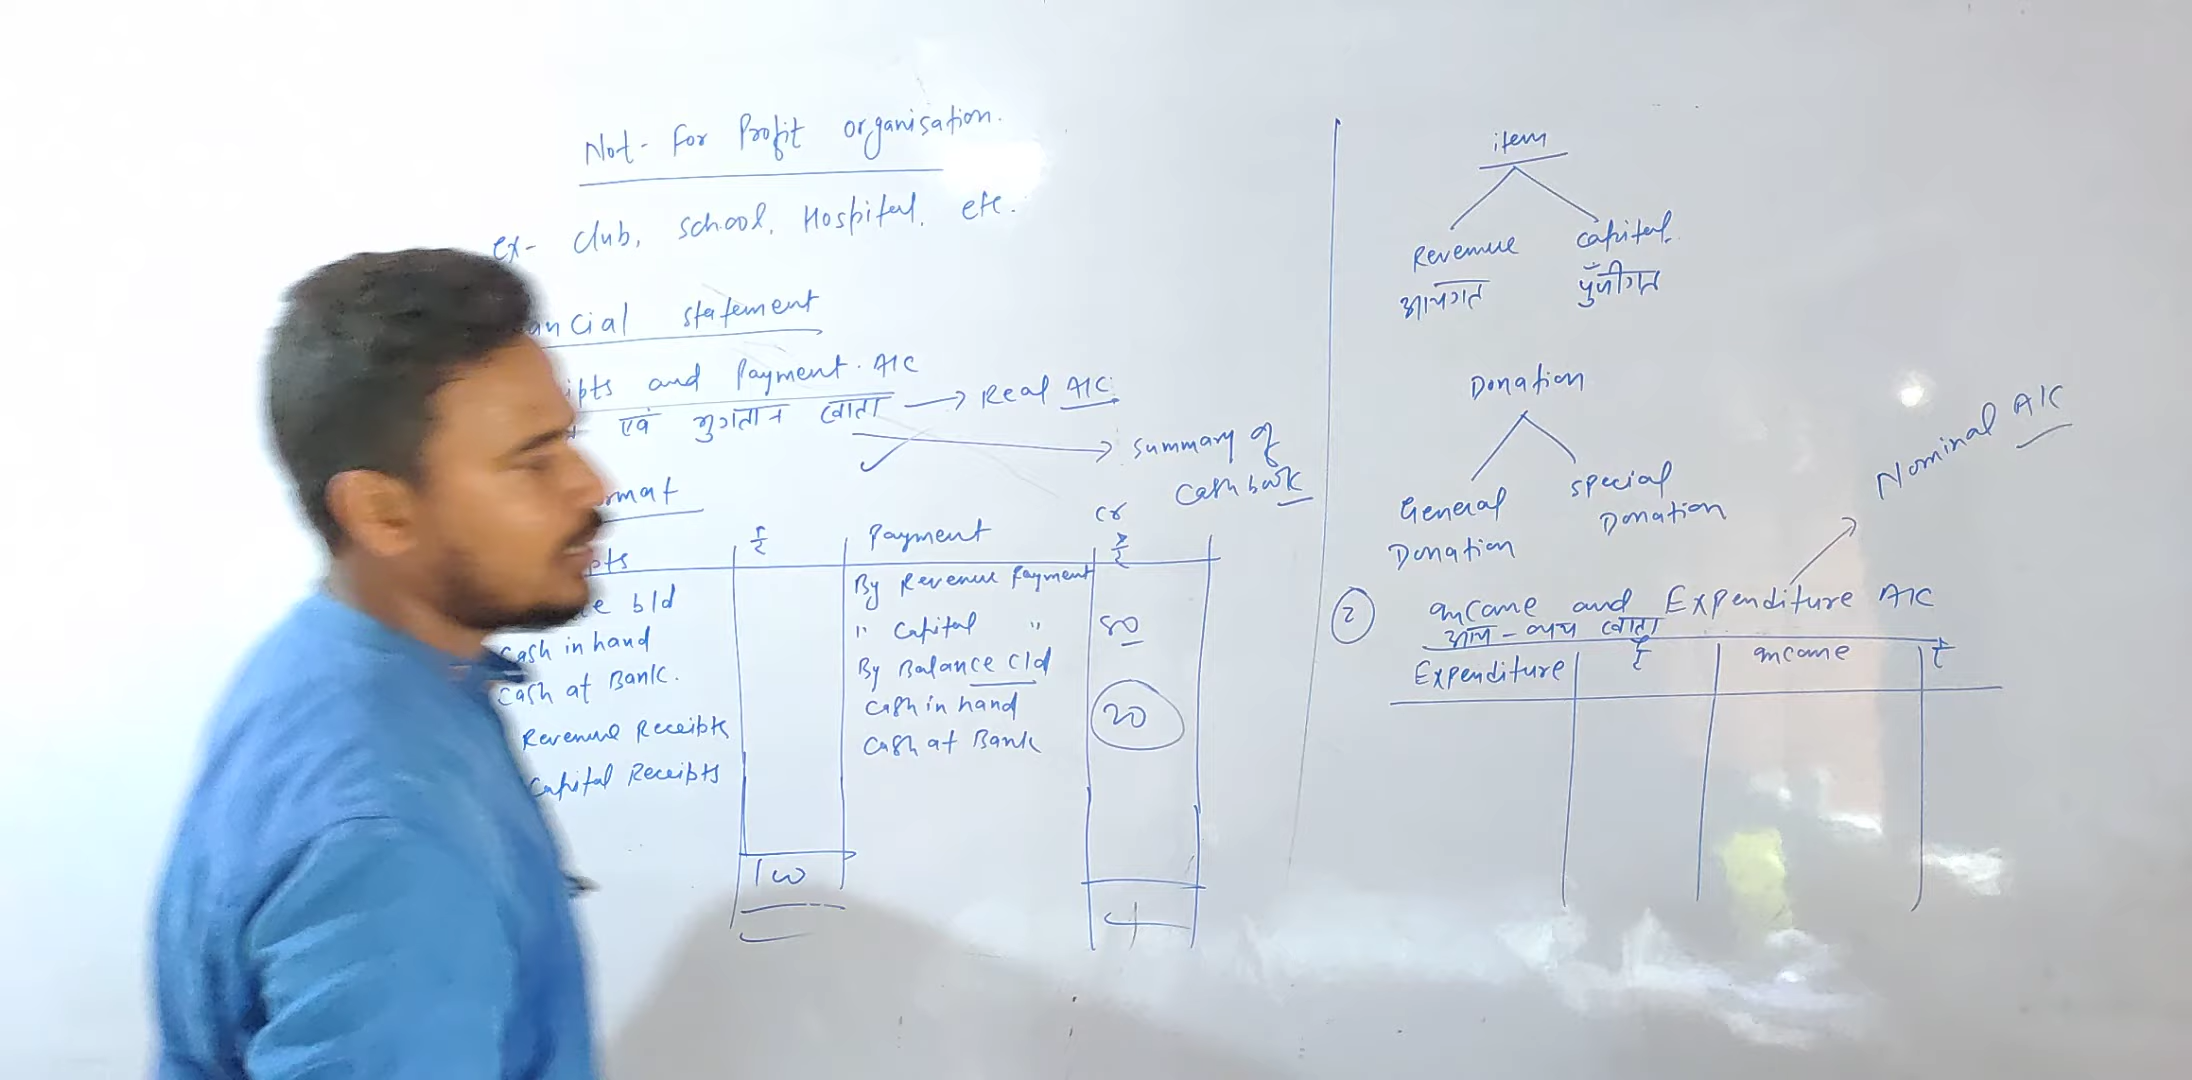 Not-For Profit organisation.
ex- club, school, Hospital, etc.
ancial statement
ipts and Payment. A/C
एवं भुगतान खाता → Real A/C.
→ summary of
Cash book
rmat
pts ₹ Payment cr ₹
e b/d
Cash in hand
Cash at Bank.
Revenue Receipts
Capital Receipts
100
By Revenue Payment
" Capital " 80
By Balance c/d
Cash in hand 20
Cash at Bank
item
Revenue Capital
आयगत पुँजीगत
Donation
General Donation
special Donation
Nominal A/C
2 income and Expenditure A/C
आय-व्यय खाता
Expenditure ₹ income ₹